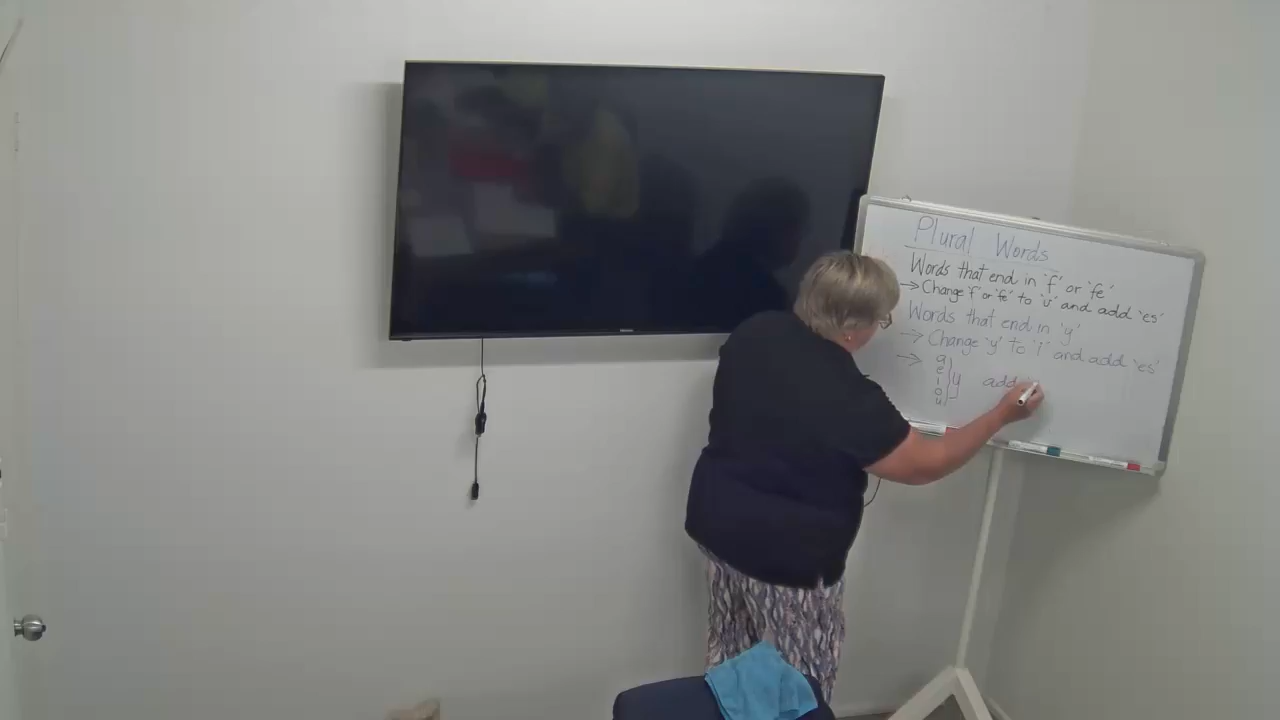 Plural Words
Words that end in 'f' or 'fe'
→ Change 'f' or 'fe' to 'v' and add 'es'
Words that end in 'y'
→ Change 'y' to 'i' and add 'es'
→ a e i o u } y add